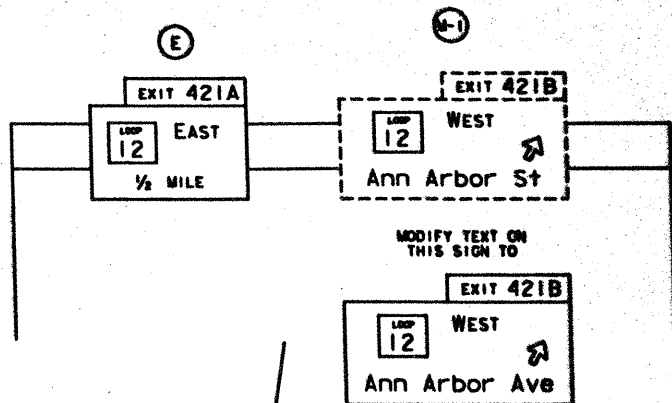 E
M-1
EXIT 421A
LOOP
12
EAST
1/2 MILE
EXIT 421B
LOOP
12
WEST
Ann Arbor St
MODIFY TEXT ON
THIS SIGN TO
EXIT 421B
LOOP
12
WEST
Ann Arbor Ave